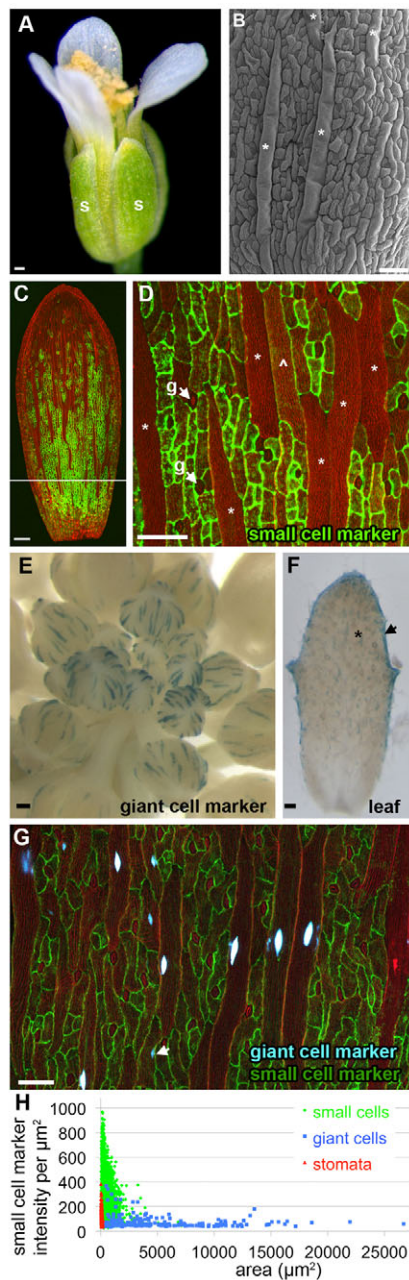 A
B
s
s
*
*
*
*
C
D
g
g
*
*
^
*
*
*
*
small cell marker
E
giant cell marker
F
*
leaf
G
giant cell marker
small cell marker
H
small cell marker
intensity per µm²
1000
800
600
400
200
0
small cells
giant cells
stomata
0
5000
10000
15000
20000
25000
area (µm²)